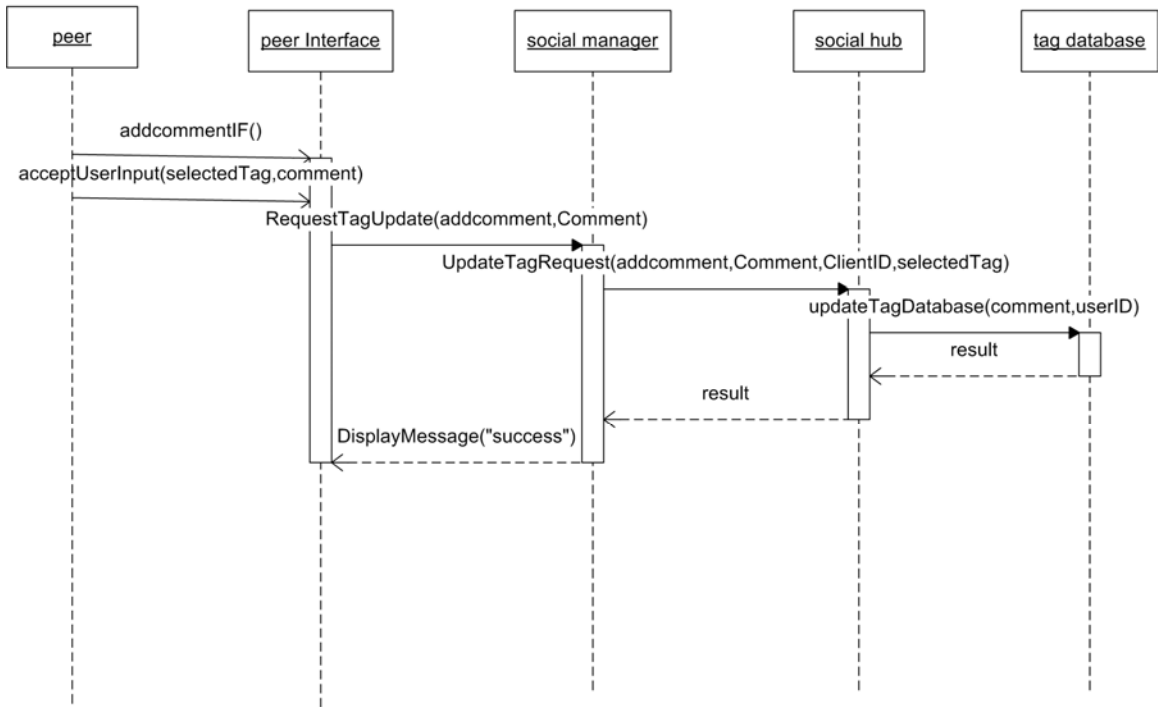 peer
peer Interface
social manager
social hub
tag database
addcommentIF()
acceptUserInput(selectedTag,comment)
RequestTagUpdate(addcomment,Comment)
UpdateTagRequest(addcomment,Comment,ClientID,selectedTag)
updateTagDatabase(comment,userID)
result
result
DisplayMessage("success")